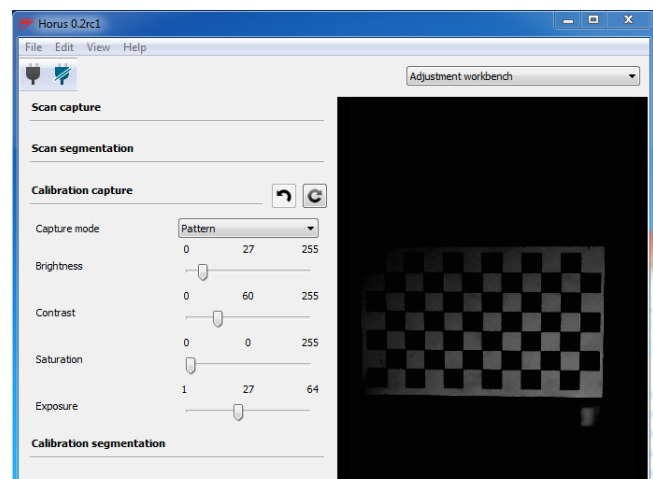 Horus 0.2rc1
File Edit View Help
Adjustment workbench
Scan capture
Scan segmentation
Calibration capture
Capture mode Pattern
0 27 255
Brightness
0 60 255
Contrast
0 0 255
Saturation
1 27 64
Exposure
Calibration segmentation